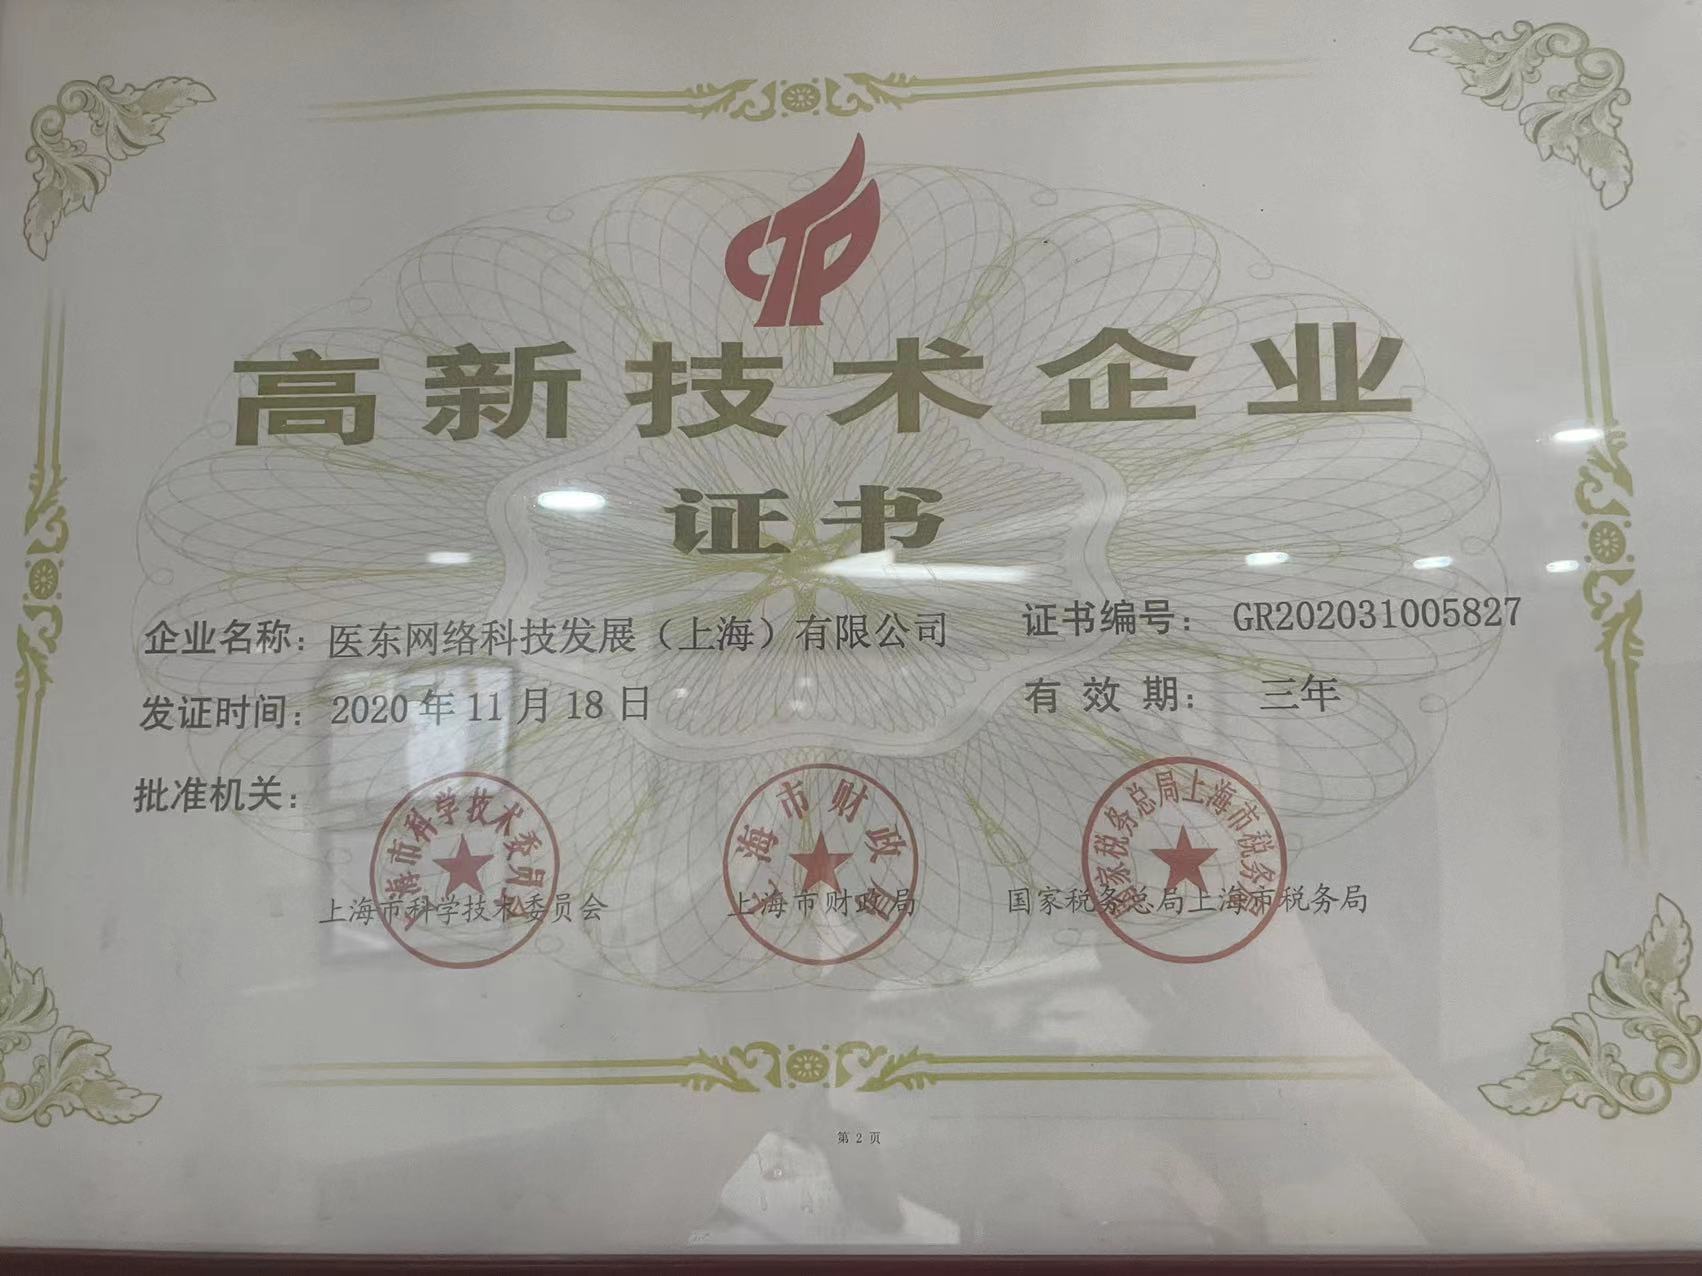 高新技术企业
证书
企业名称：医东网络科技发展（上海）有限公司
证书编号：GR202031005827
发证时间：2020年11月18日
有效期：三年
批准机关：
上海市科学技术委员会
上海市财政局
国家税务总局上海市税务局
第2页